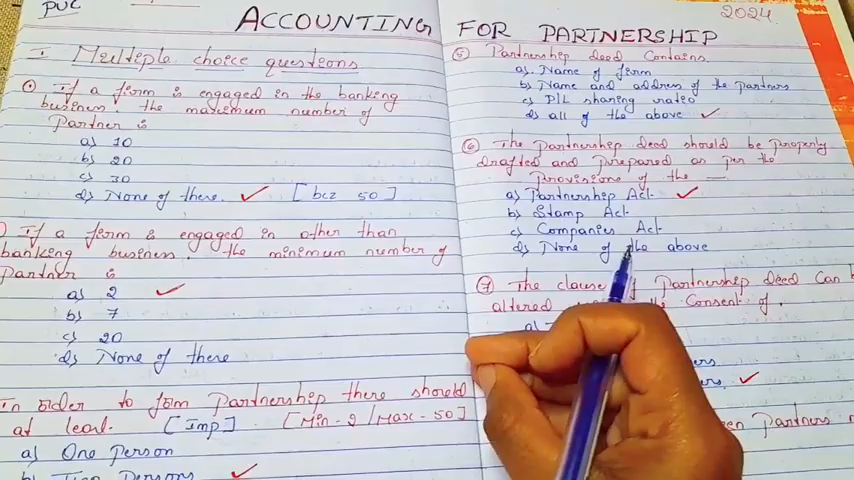 PUC
ACCOUNTING FOR PARTNERSHIP
2024
I Multiple choice questions
① If a firm is engaged in the banking
business. the maximum number of
Partner is
a) 10
b) 20
c) 30
d) None of there. ✓ [bcz 50]
If a firm is engaged in other than
banking business. the minimum number of
Partner is
a) 2 ✓
b) 7
c) 20
d) None of there
In order to form Partnership there should
at least. [Imp] [Min-2/Max-50]
a) One Person
✓
⑤ Partnership deed Contains
a). Name of firm
b) Name and address of the partners
c) P/L sharing ratio
d) all of the above ✓
⑥ The Partnership deed should be properly
drafted and prepared as per the
Provisions of the —
a) Partnership Act ✓
b) Stamp Act
c) Companies Act
d) None of the above
⑦ The clause of Partnership Deed Can b
altered the Consent of.
a)
✓
Partners